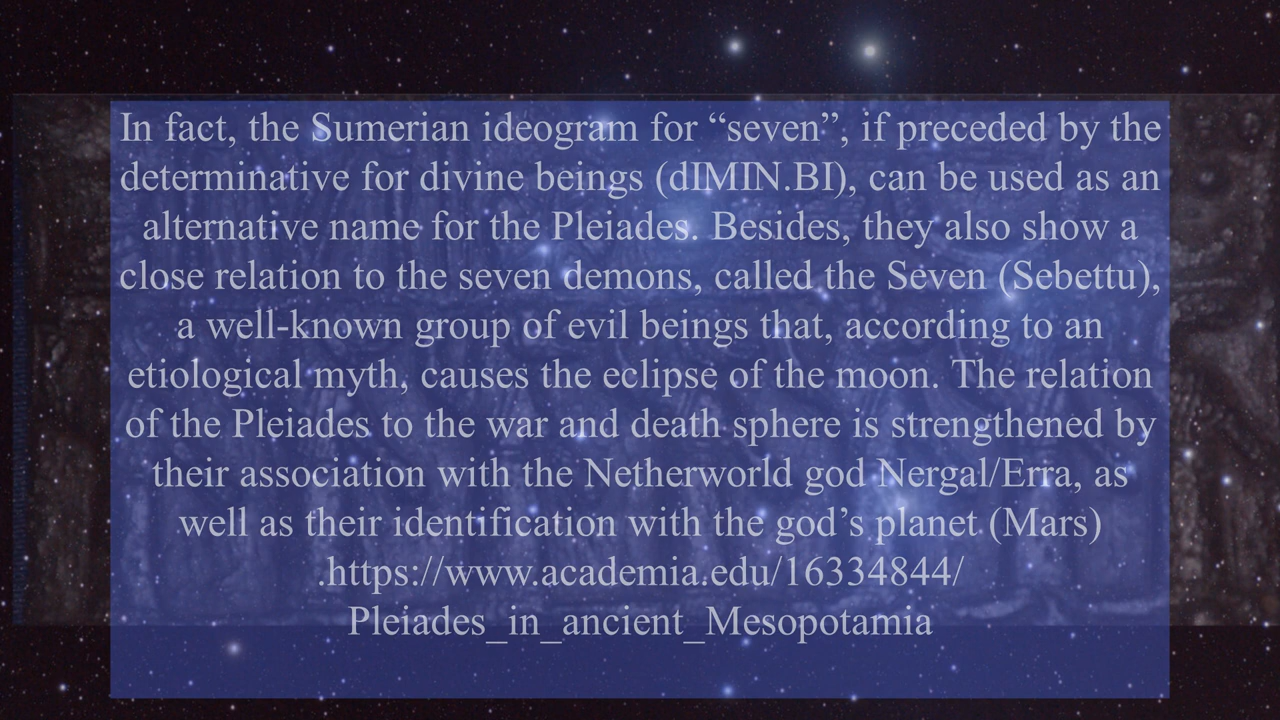 In fact, the Sumerian ideogram for “seven”, if preceded by the
determinative for divine beings (dIMIN.BI), can be used as an
alternative name for the Pleiades. Besides, they also show a
close relation to the seven demons, called the Seven (Sebettu),
a well-known group of evil beings that, according to an
etiological myth, causes the eclipse of the moon. The relation
of the Pleiades to the war and death sphere is strengthened by
their association with the Netherworld god Nergal/Erra, as
well as their identification with the god’s planet (Mars)
.https://www.academia.edu/16334844/
Pleiades_in_ancient_Mesopotamia